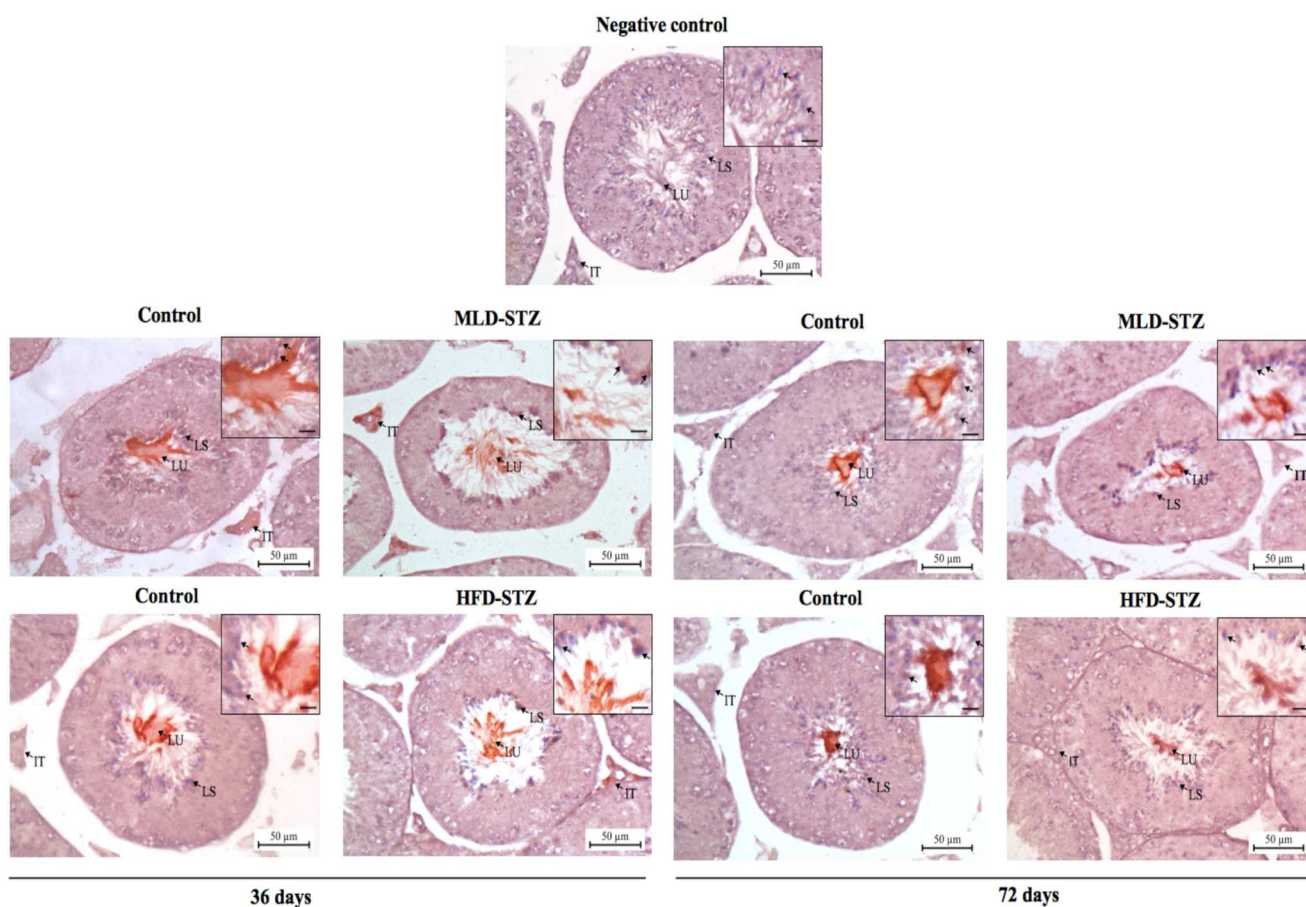 Negative control
LS
LU
IT
50 µm
Control
MLD-STZ
Control
MLD-STZ
LS
LU
IT
50 µm
LS
IT
LU
50 µm
IT
LU
LS
50 µm
LU
IT
LS
50 µm
Control
HFD-STZ
Control
HFD-STZ
LU
IT
LS
50 µm
LS
LU
IT
50 µm
IT
LU
LS
50 µm
IT
LU
LS
50 µm
36 days
72 days